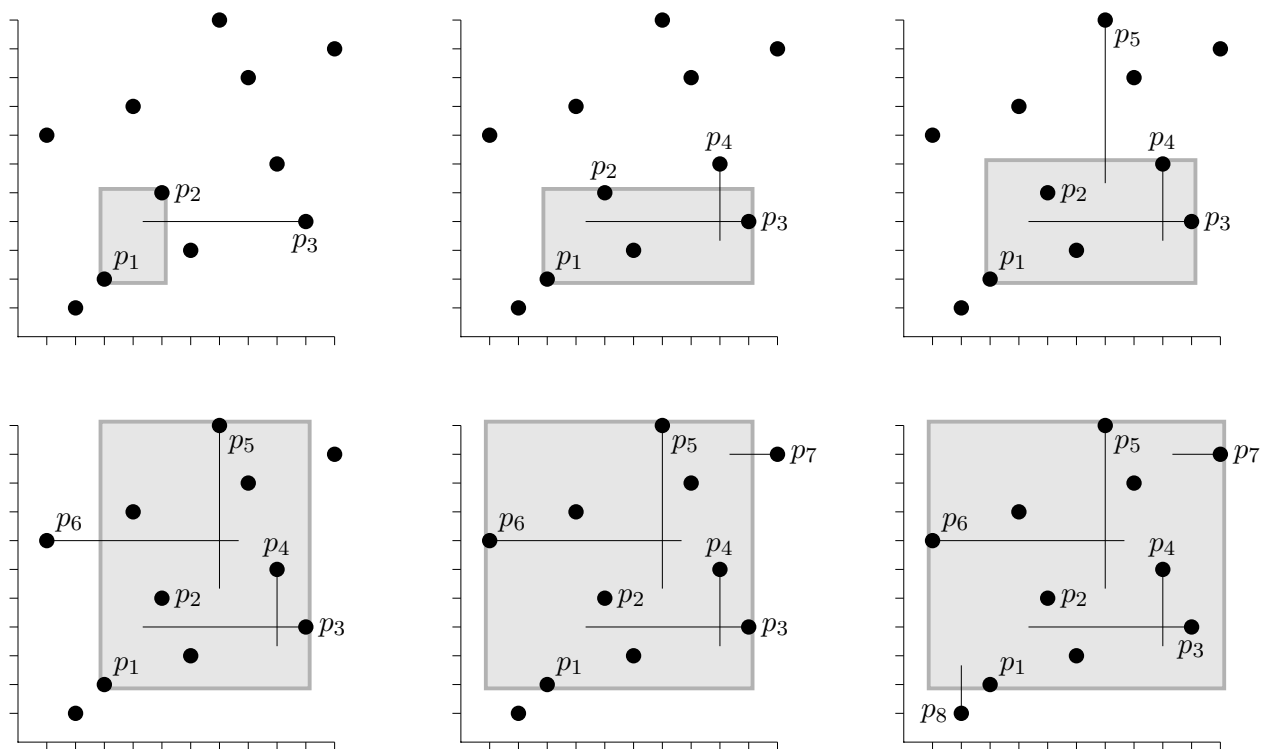 p₁ p₂ p₃
p₁ p₂ p₃ p₄
p₁ p₂ p₃ p₄ p₅
p₁ p₂ p₃ p₄ p₅ p₆
p₁ p₂ p₃ p₄ p₅ p₆ p₇
p₁ p₂ p₃ p₄ p₅ p₆ p₇ p₈